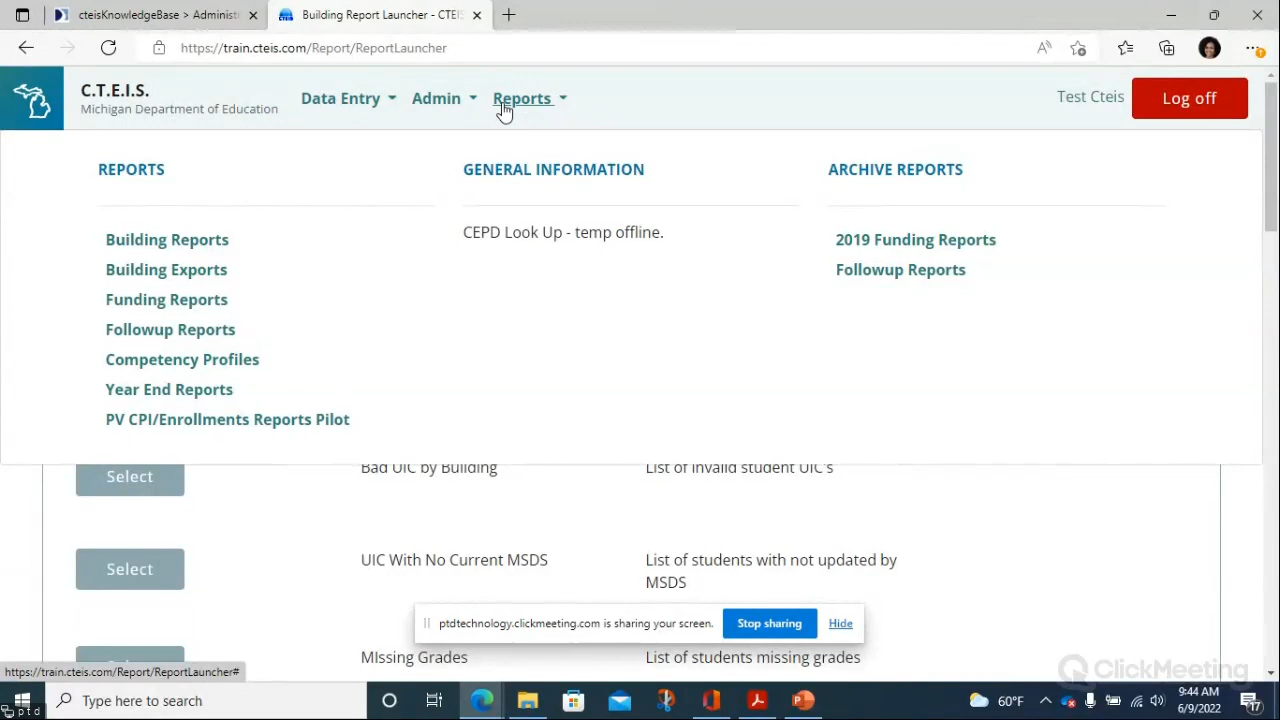 cteisKnowledgeBase > Administ
Building Report Launcher - CTEIS
https://train.cteis.com/Report/ReportLauncher
C.T.E.I.S.
Michigan Department of Education
Data Entry
Admin
Reports
Test Cteis
Log off
REPORTS
GENERAL INFORMATION
ARCHIVE REPORTS
Building Reports
CEPD Look Up - temp offline.
2019 Funding Reports
Building Exports
Followup Reports
Funding Reports
Followup Reports
Competency Profiles
Year End Reports
PV CPI/Enrollments Reports Pilot
Select
Bad UIC by Building
List of invalid student UIC's
Select
UIC With No Current MSDS
List of students with not updated by
MSDS
ptdtechnology.clickmeeting.com is sharing your screen.
Stop sharing
Hide
MIssing Grades
List of students missing grades
https://train.cteis.com/Report/ReportLauncher#
ClickMeeting
Type here to search
60°F
9:44 AM
6/9/2022
17
ptd